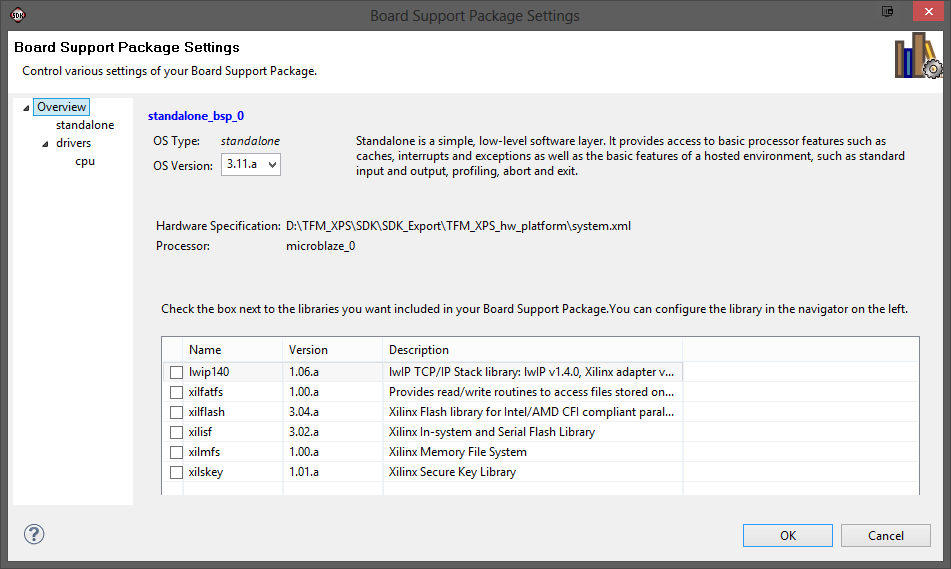 SDK
Board Support Package Settings
Board Support Package Settings
Control various settings of your Board Support Package.
Overview
standalone
drivers
cpu
standalone_bsp_0
OS Type: standalone
OS Version: 3.11.a
Standalone is a simple, low-level software layer. It provides access to basic processor features such as
caches, interrupts and exceptions as well as the basic features of a hosted environment, such as standard
input and output, profiling, abort and exit.
Hardware Specification: D:\TFM_XPS\SDK\SDK_Export\TFM_XPS_hw_platform\system.xml
Processor: microblaze_0
Check the box next to the libraries you want included in your Board Support Package.You can configure the library in the navigator on the left.
Name Version Description
lwip140 1.06.a lwIP TCP/IP Stack library: lwIP v1.4.0, Xilinx adapter v...
xilfatfs 1.00.a Provides read/write routines to access files stored on...
xilflash 3.04.a Xilinx Flash library for Intel/AMD CFI compliant paral...
xilisf 3.02.a Xilinx In-system and Serial Flash Library
xilmfs 1.00.a Xilinx Memory File System
xilskey 1.01.a Xilinx Secure Key Library
?
OK Cancel